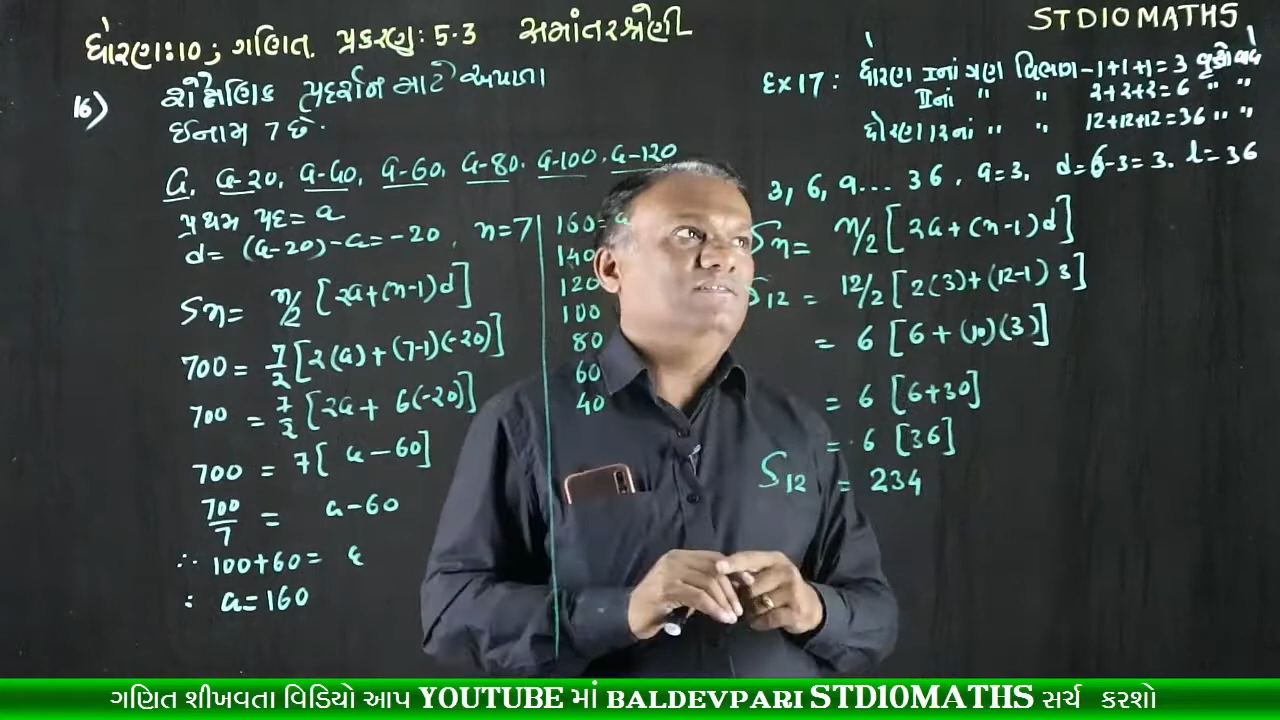 ધોરણ:10 ; ગણિત. પ્રકરણ: 5.3 સમાંતરશ્રેણી
16) શૈક્ષણિક પ્રદર્શન માટે અપાતા
ઈનામ 7 છે.
a, a-20, a-40, a-60, a-80, a-100, a-120
પ્રથમ પદ = a
d = (a-20)-a = -20, n=7
Sn = n/2 [2a+(n-1)d]
700 = 7/2 [2(a)+(7-1)(-20)]
700 = 7/2 [2a+ 6(-20)]
700 = 7[ a-60]
700/7 = a-60
∴ 100+60 = a
∴ a=160
160=a
140
120
100
80
60
40
STD10MATHS
Ex 17: ધોરણ Iનાં ત્રણ વિભાગ - 1+1+1=3 વૃક્ષો વાવે
IIનાં " " 2+2+2=6 " "
ધોરણ 12નાં " " 12+12+12=36 " "
3, 6, 9... 36, a=3, d=6-3=3. l=36
Sn = n/2 [2a+(n-1)d]
S12 = 12/2 [2(3)+(12-1)3]
= 6 [6+(10)(3)]
= 6 [6+30]
= 6 [36]
S12 = 234
ગણિત શીખવતા વિડિયો આપ YOUTUBE માં BALDEVPARI STD10MATHS સર્ચ કરશો